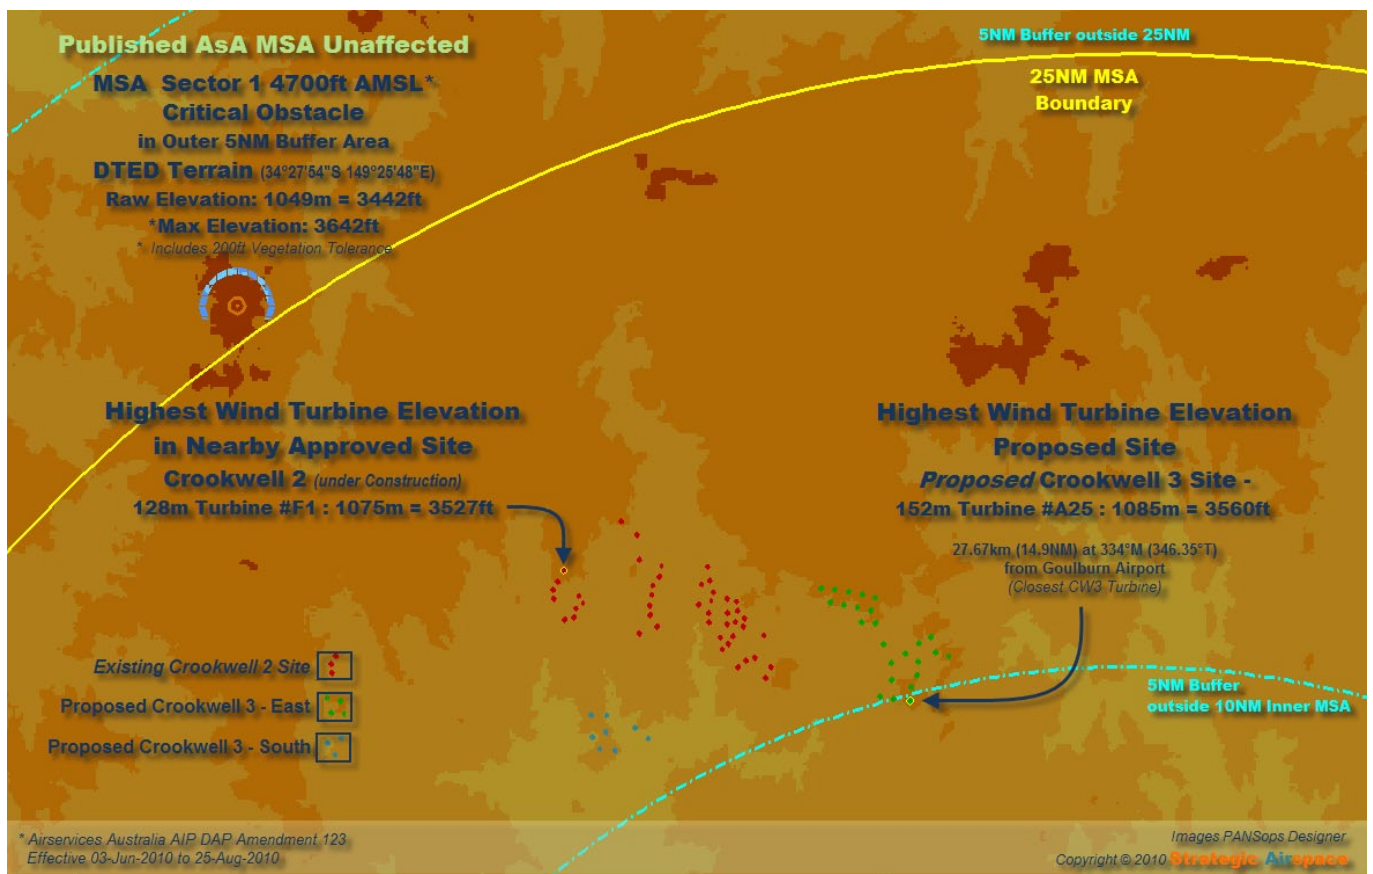 Published AsA MSA Unaffected
MSA Sector 1 4700ft AMSL*
Critical Obstacle
in Outer 5NM Buffer Area
DTED Terrain (34°27'54"S 149°25'48"E)
Raw Elevation: 1049m = 3442ft
*Max Elevation: 3642ft
* Includes 200ft Vegetation Tolerance
5NM Buffer outside 25NM
25NM MSA
Boundary
Highest Wind Turbine Elevation
in Nearby Approved Site
Crookwell 2 (under Construction)
128m Turbine #F1 : 1075m = 3527ft
Highest Wind Turbine Elevation
Proposed Site
Proposed Crookwell 3 Site -
152m Turbine #A25 : 1085m = 3560ft
27.67km (14.9NM) at 334°M (346.35°T)
from Goulburn Airport
(Closest CW3 Turbine)
Existing Crookwell 2 Site
Proposed Crookwell 3 - East
Proposed Crookwell 3 - South
5NM Buffer
outside 10NM Inner MSA
* Airservices Australia AIP DAP Amendment 123
Effective 03-Jun-2010 to 25-Aug-2010
Images PANSops Designer
Copyright © 2010 Strategic Airspace